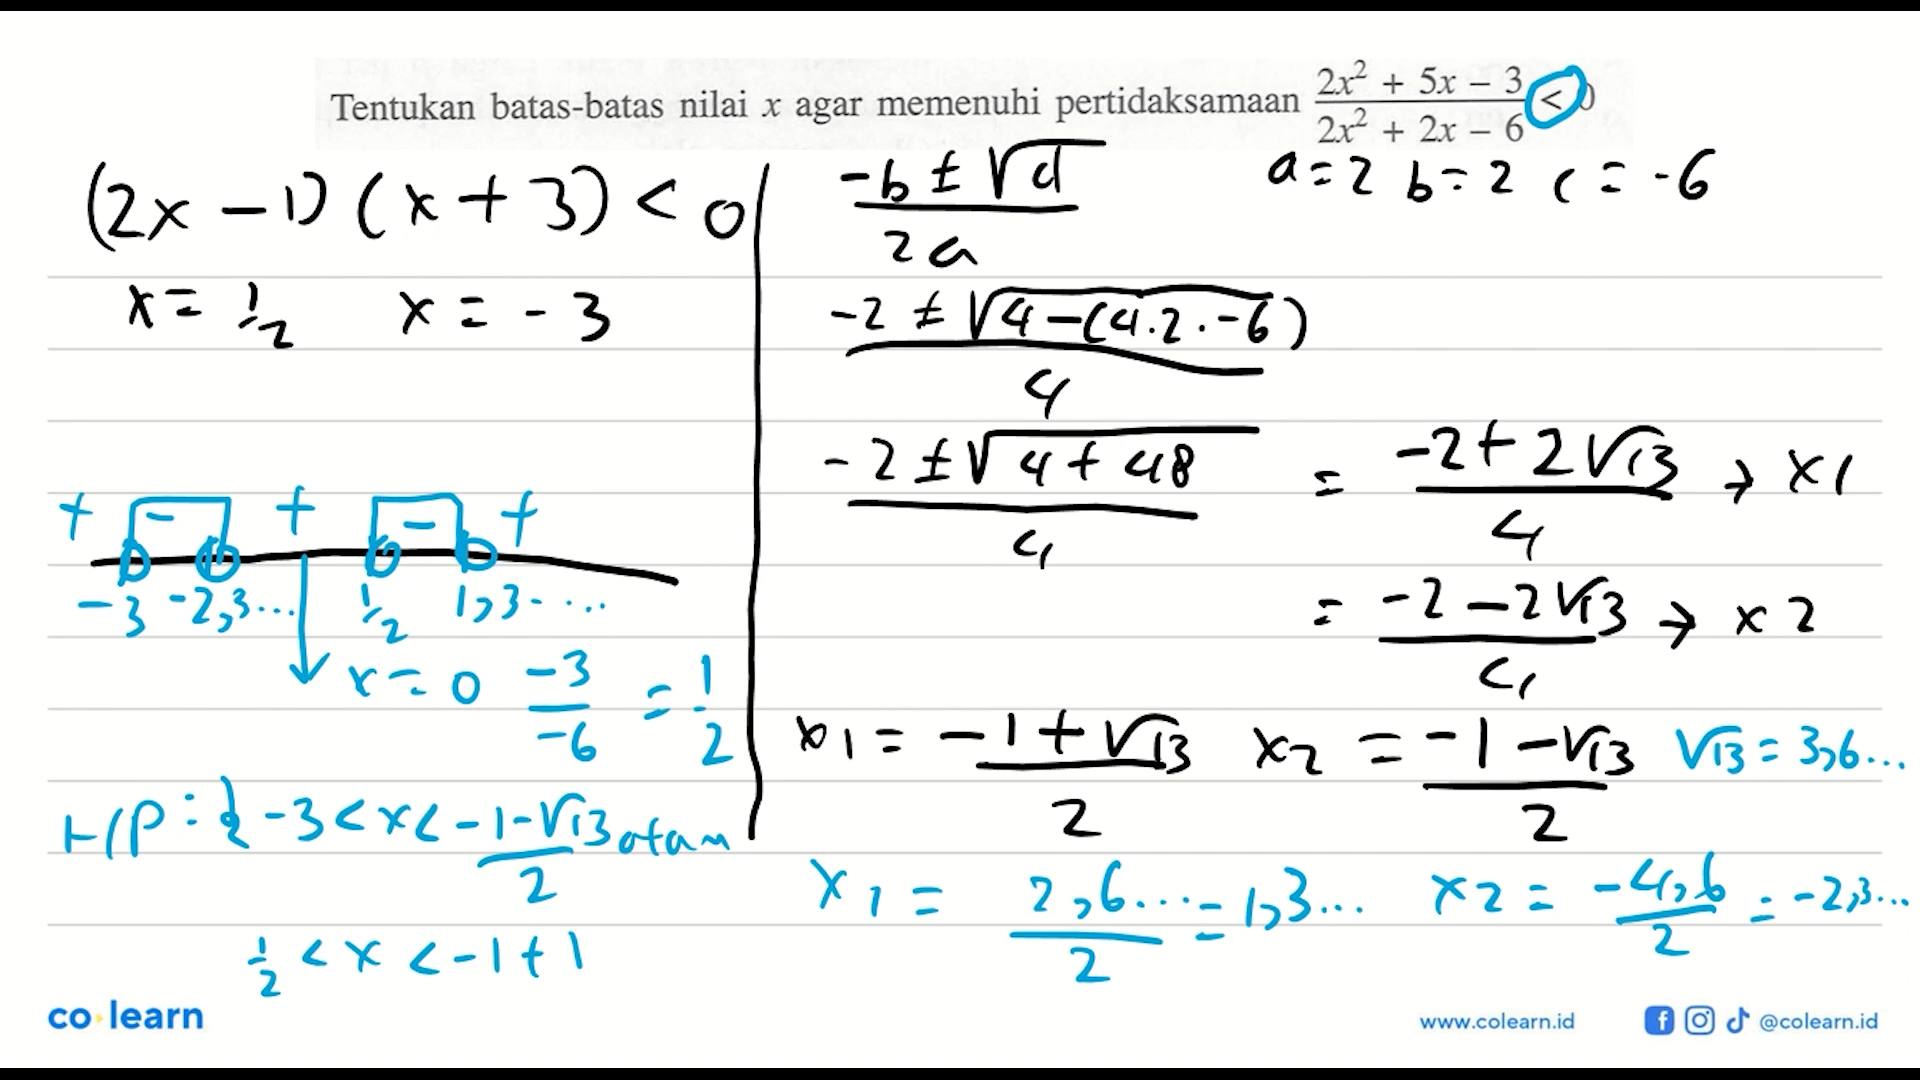 Tentukan batas-batas nilai x agar memenuhi pertidaksamaan (2x² + 5x − 3)/(2x² + 2x − 6) < 0
(2x − 1) (x + 3) < 0
x = 1/2 x = -3
+ - + - +
-3 -2,3... 1/2 1,3-...
x = 0 -3/-6 = 1/2
H/P = { -3 < x < (-1-√13)/2 atau
1/2 < x < -1 + 1
(-b ± √d)/2a
a = 2 b = 2 c = -6
(-2 ± √4-(4.2.-6))/4
(-2 ± √4+48)/4
= (-2+2√13)/4 → x1
= (-2-2√13)/4 → x2
x1 = (-1+√13)/2 x2 = (-1-√13)/2 √13 = 3,6...
x1 = 2,6.../2 = 1,3... x2 = -4,6/2 = -2,3...
co learn
www.colearn.id
@colearn.id